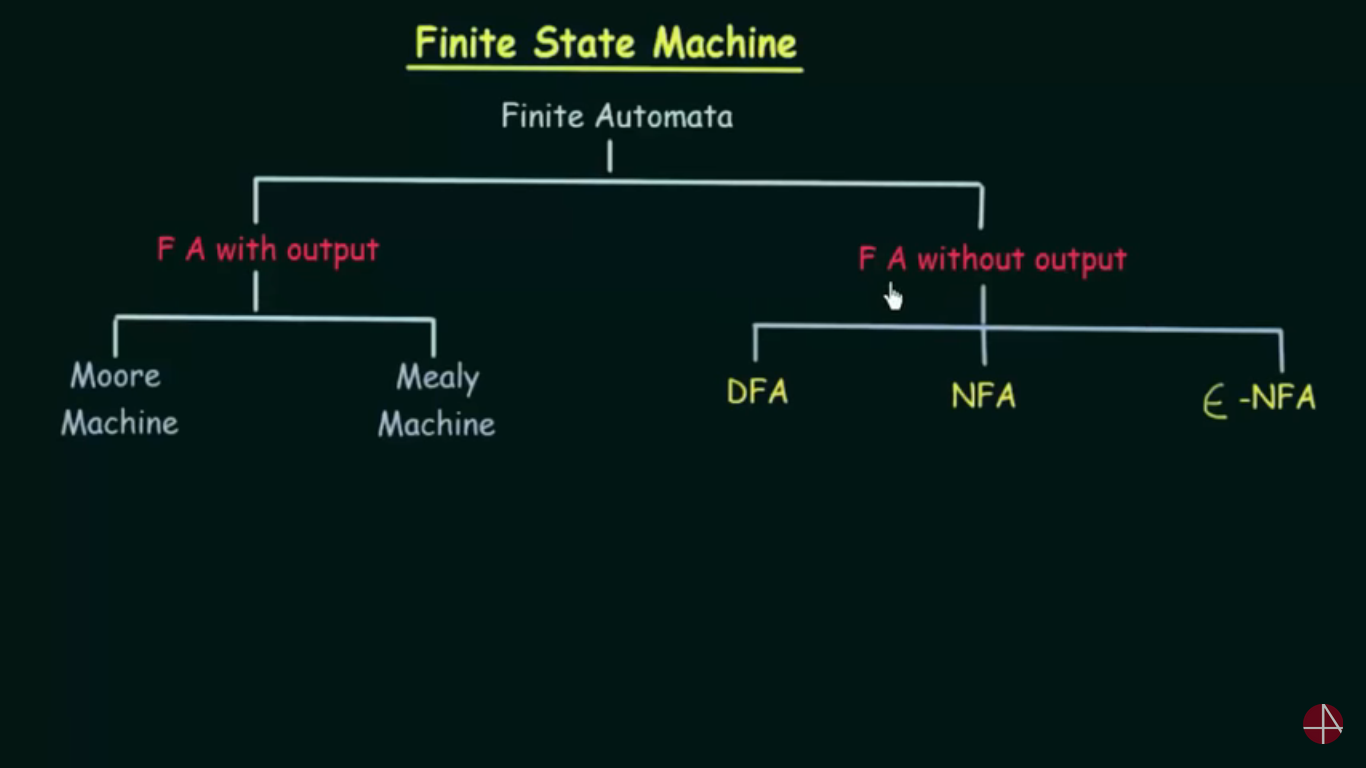 Finite State Machine
Finite Automata
F A with output
F A without output
Moore
Machine
Mealy
Machine
DFA
NFA
Є -NFA